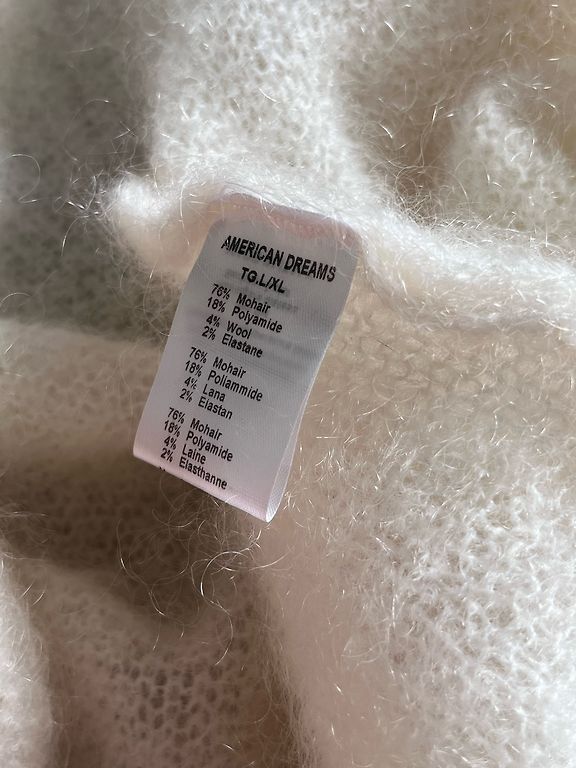 AMERICAN DREAMS
TG.L/XL
76% Mohair
18% Polyamide
4% Wool
2% Elastane
76% Mohair
18% Poliammide
4% Lana
2% Elastan
76% Mohair
18% Polyamide
4% Laine
2% Elasthanne